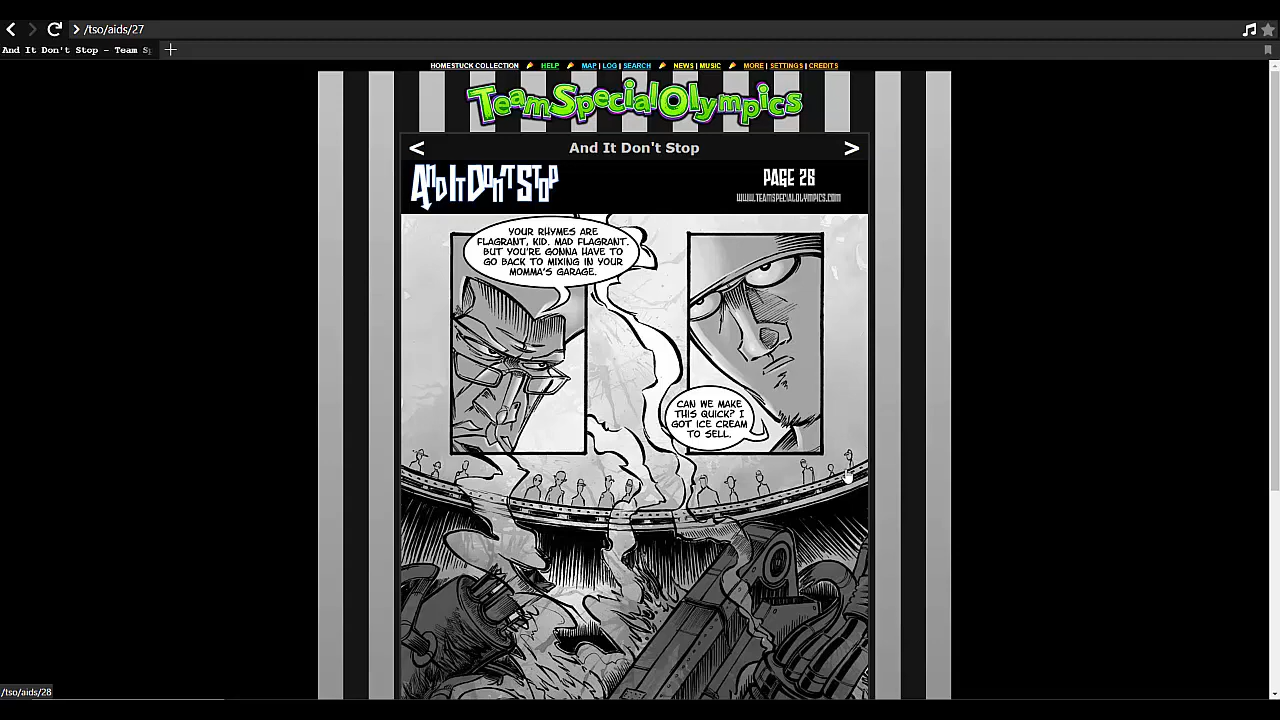 /tso/aids/27
And It Don't Stop - Team Sp
HOMESTUCK COLLECTION HELP MAP | LOG | SEARCH NEWS | MUSIC MORE | SETTINGS | CREDITS
TeamSpecialOlympics
And It Don't Stop
AND IT DON'T STOP
PAGE 26
WWW.TEAMSPECIALOLYMPICS.COM
YOUR RHYMES ARE
FLAGRANT, KID. MAD FLAGRANT.
BUT YOU'RE GONNA HAVE TO
GO BACK TO MIXING IN YOUR
MOMMA'S GARAGE.
CAN WE MAKE
THIS QUICK? I
GOT ICE CREAM
TO SELL.
/tso/aids/28